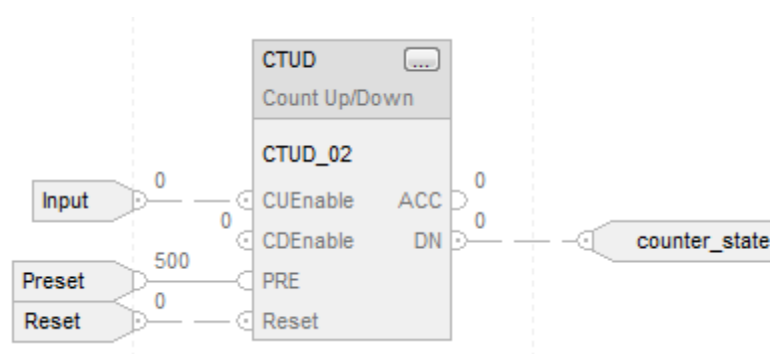 CTUD ...
Count Up/Down
CTUD_02
Input 0 CUEnable ACC 0
0 CDEnable DN 0 counter_state
Preset 500 PRE
Reset 0 Reset